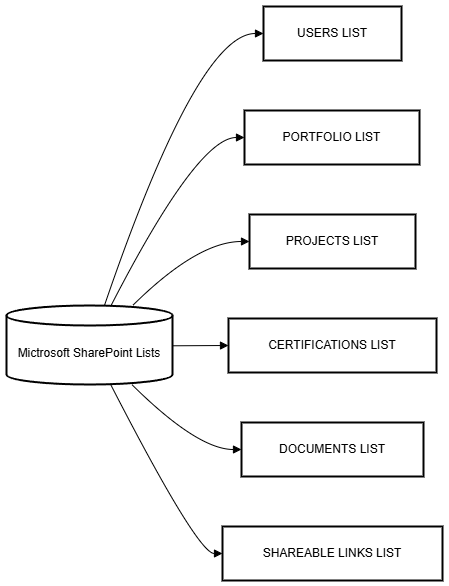 USERS LIST
PORTFOLIO LIST
PROJECTS LIST
Mictrosoft SharePoint Lists
CERTIFICATIONS LIST
DOCUMENTS LIST
SHAREABLE LINKS LIST